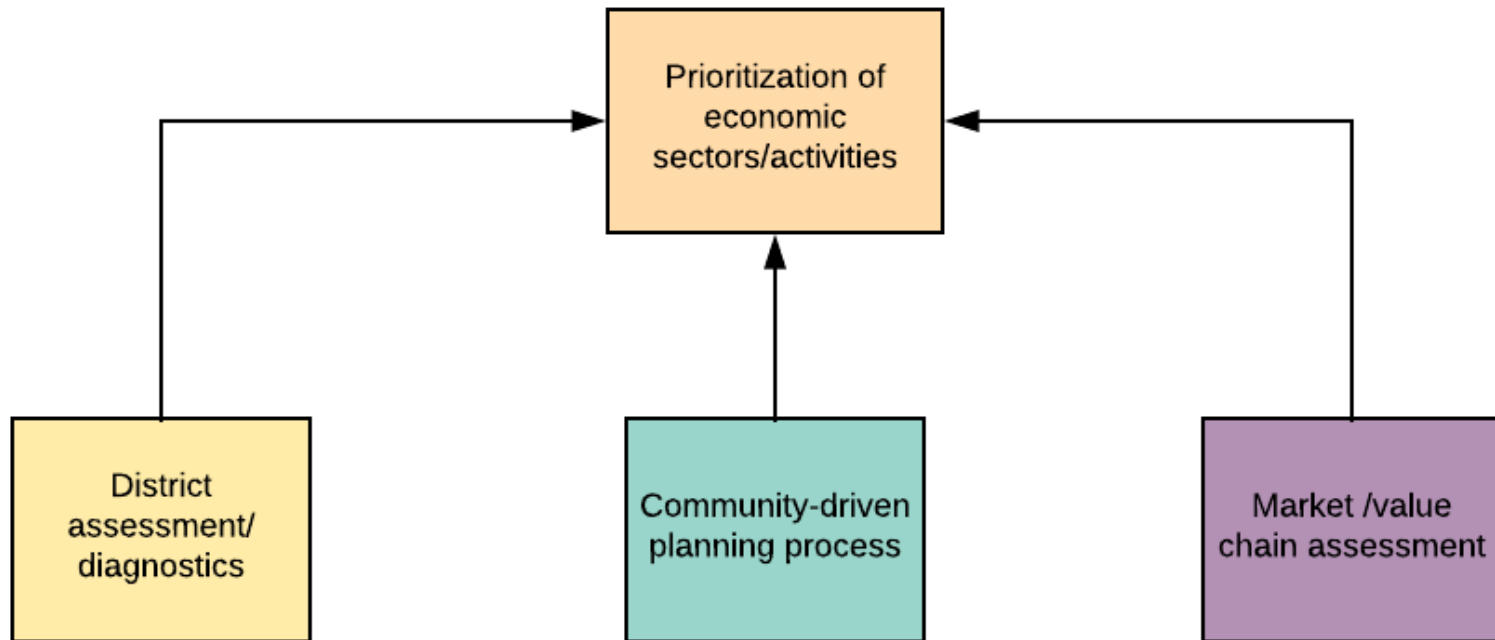 Prioritization of
economic
sectors/activities
District
assessment/
diagnostics
Community-driven
planning process
Market /value
chain assessment